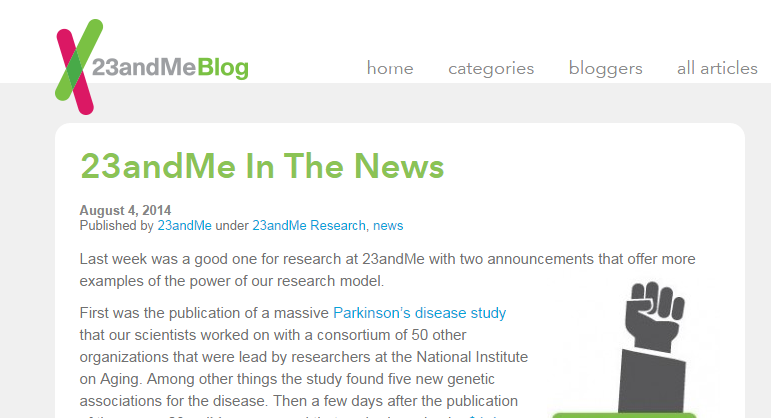 23andMeBlog
home categories bloggers all articles
23andMe In The News
August 4, 2014
Published by 23andMe under 23andMe Research, news
Last week was a good one for research at 23andMe with two announcements that offer more
examples of the power of our research model.
First was the publication of a massive Parkinson's disease study
that our scientists worked on with a consortium of 50 other
organizations that were lead by researchers at the National Institute
on Aging. Among other things the study found five new genetic
associations for the disease. Then a few days after the publication